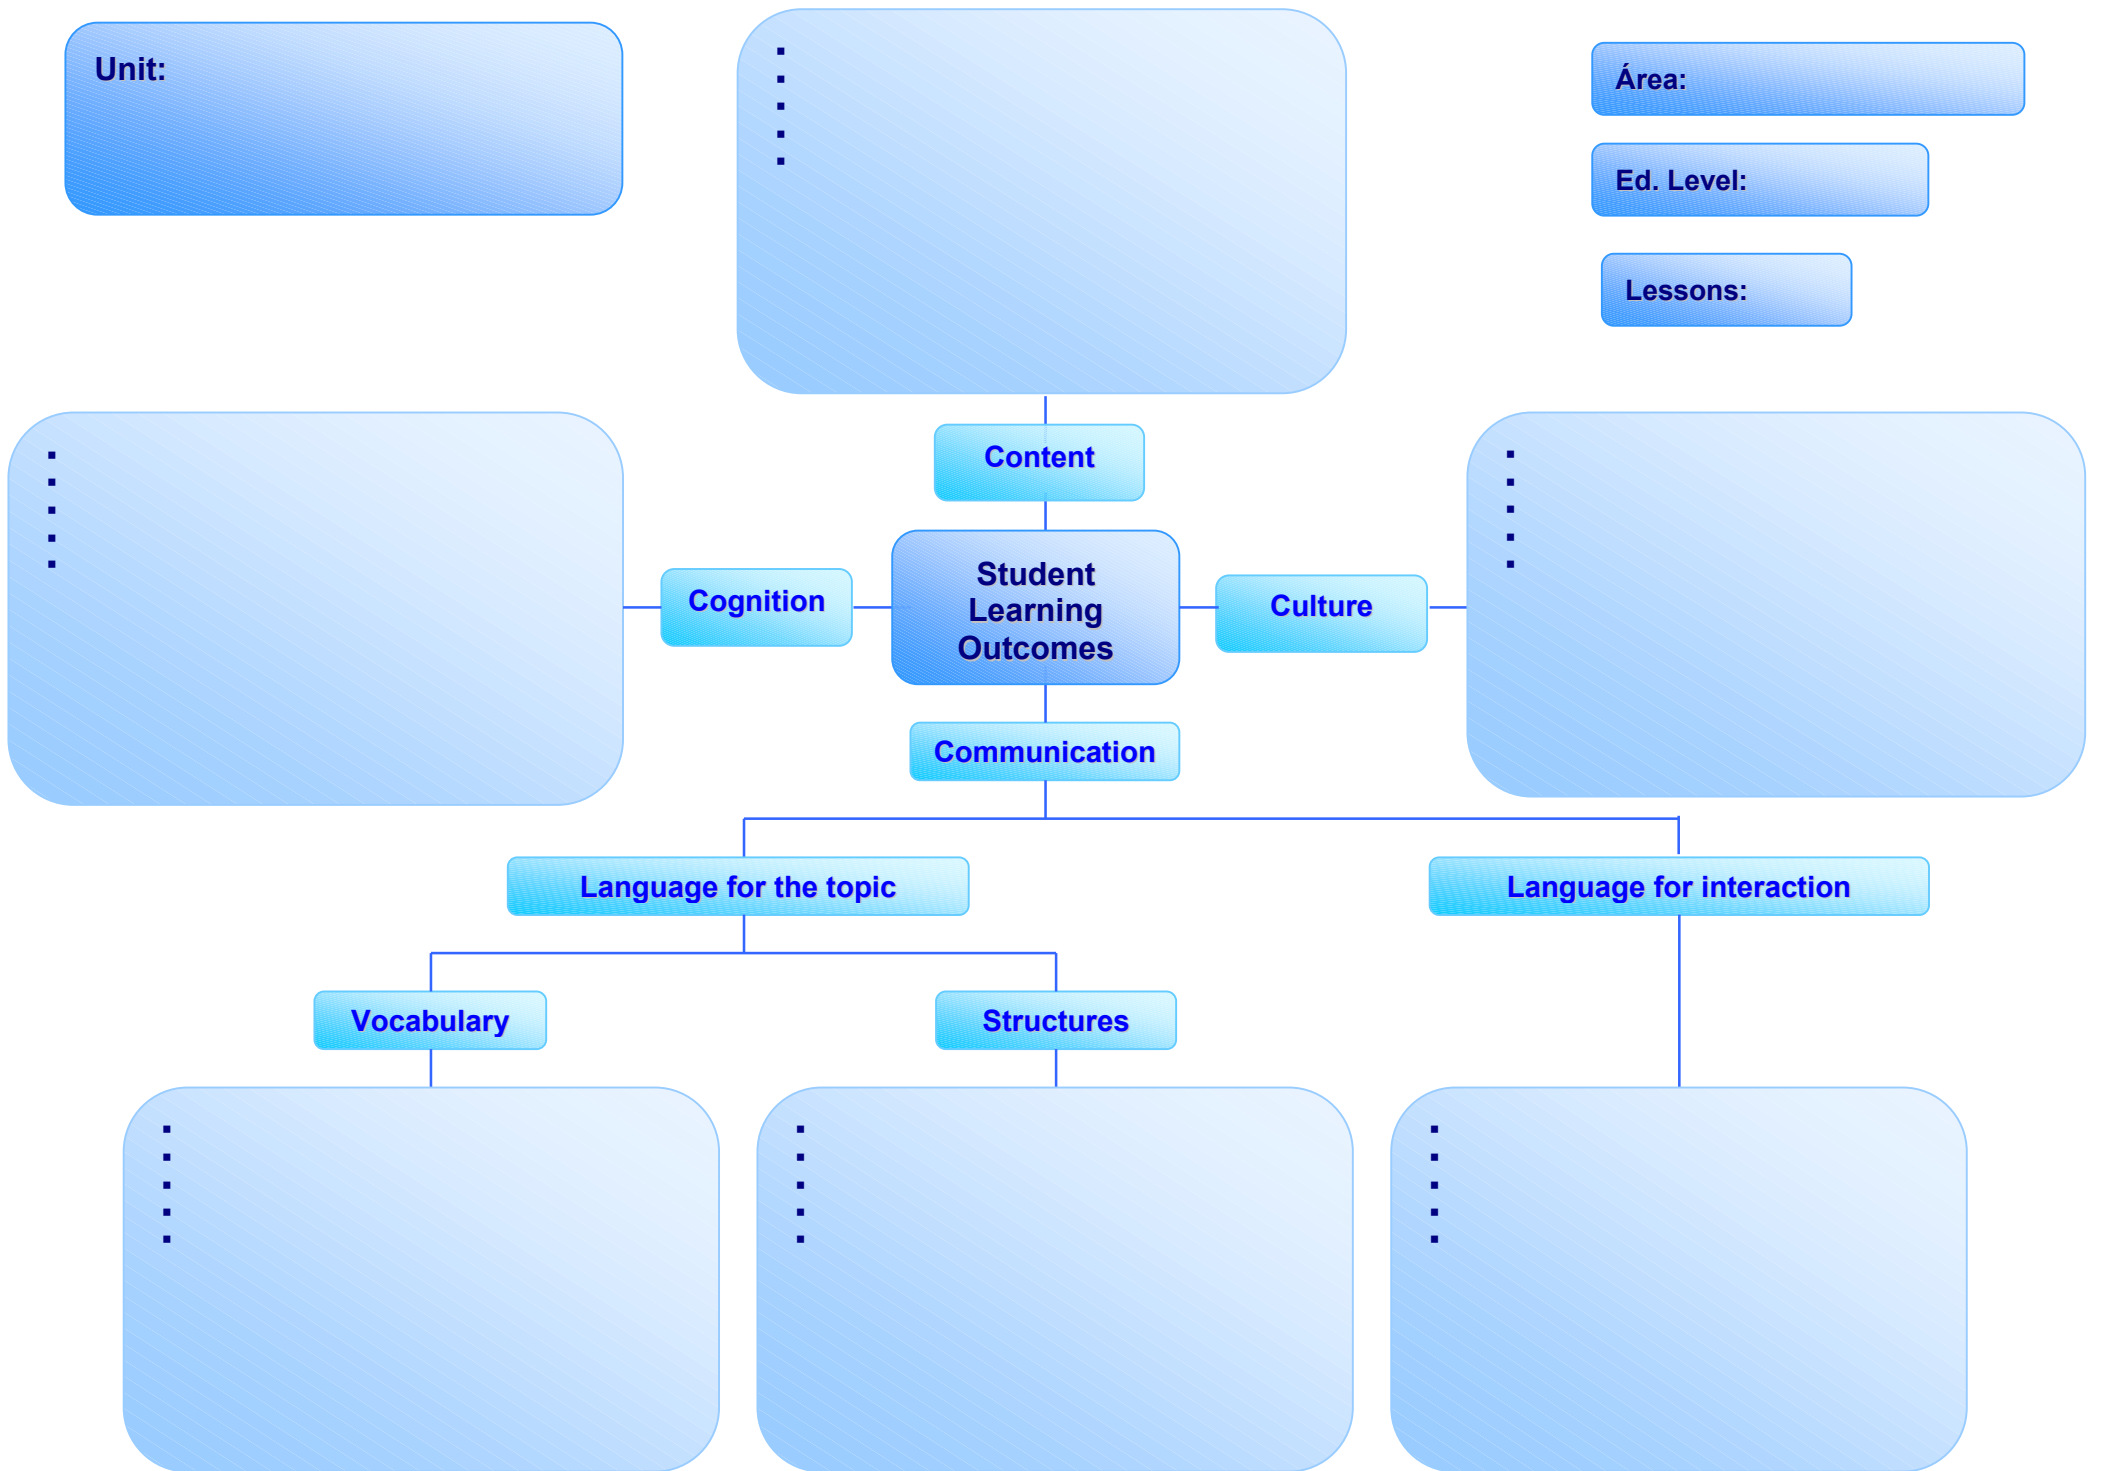 Unit:
Área:
Ed. Level:
Lessons:
Content
Cognition
Student
Learning
Outcomes
Culture
Communication
Language for the topic
Language for interaction
Vocabulary
Structures